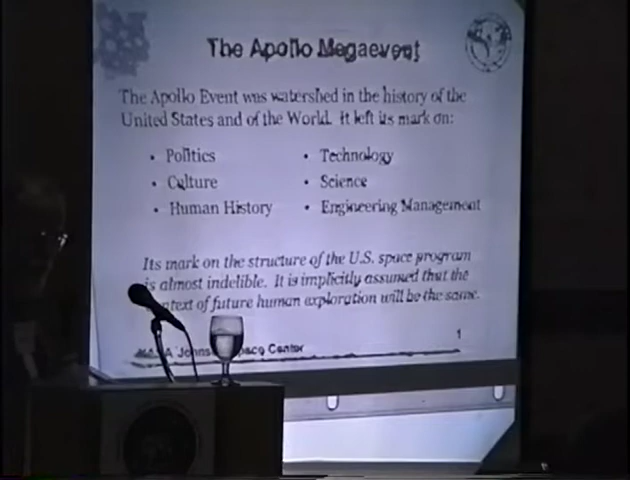 The Apollo Megaevent
The Apollo Event was watershed in the history of the
United States and of the World. It left its mark on:
• Politics
• Technology
• Culture
• Science
• Human History
• Engineering Management
Its mark on the structure of the U.S. space program
is almost indelible. It is implicitly assumed that the
of future human exploration will be the same.
1
Center